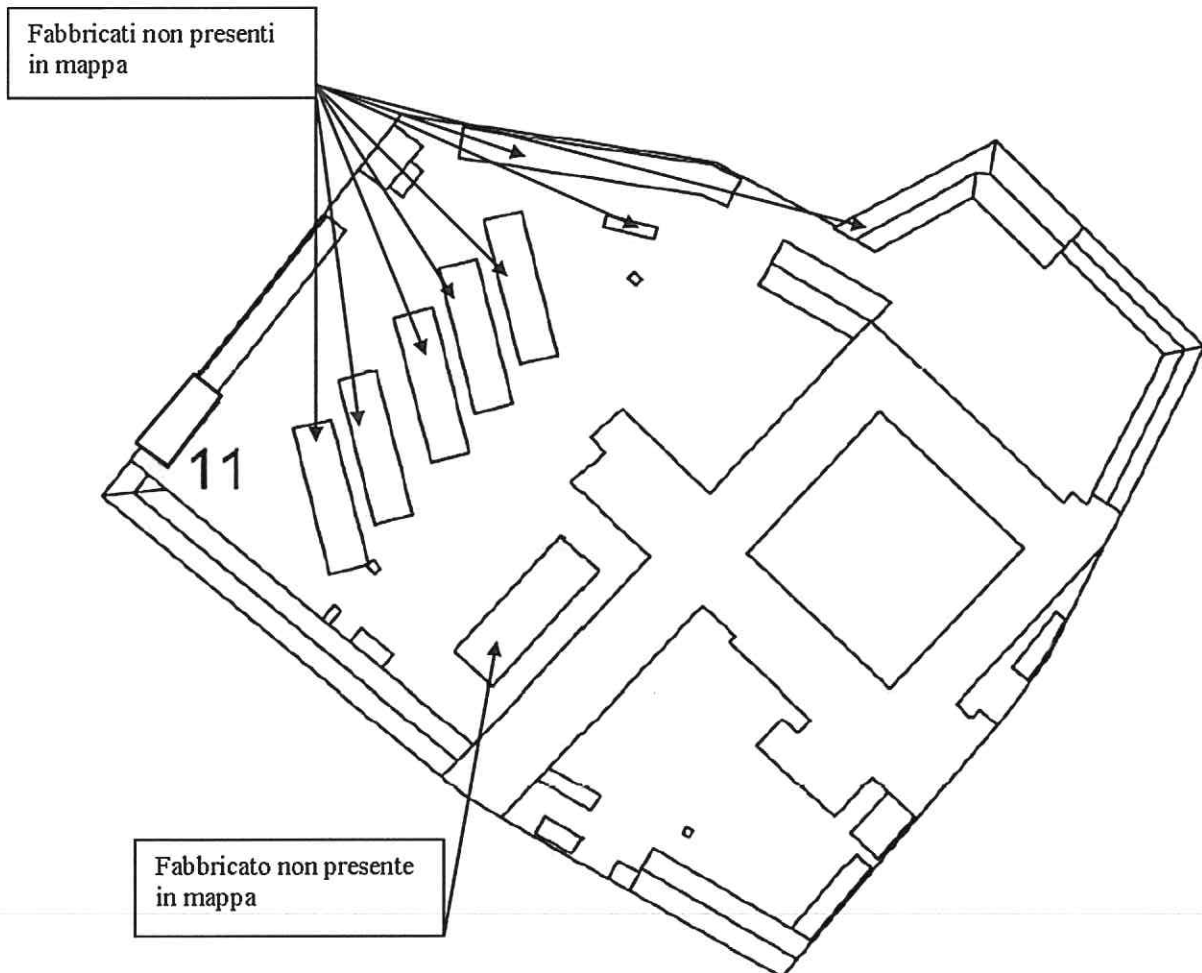 Fabbricati non presenti
in mappa
11
Fabbricato non presente
in mappa